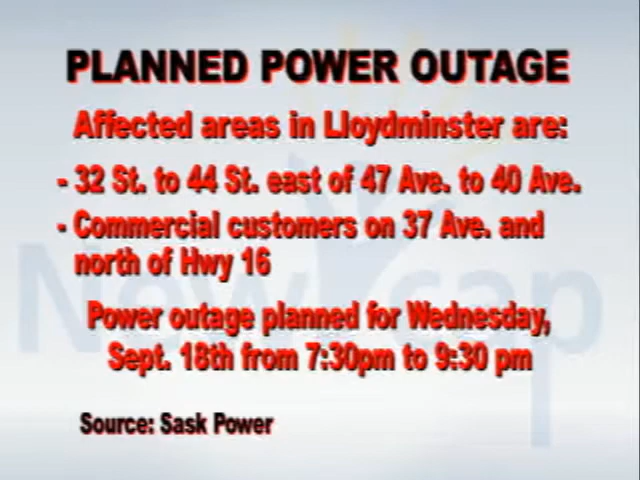 PLANNED POWER OUTAGE
Affected areas in Lloydminster are:
- 32 St. to 44 St. east of 47 Ave. to 40 Ave.
- Commercial customers on 37 Ave. and
north of Hwy 16
Power outage planned for Wednesday,
Sept. 18th from 7:30pm to 9:30 pm
Source: Sask Power
Newcap